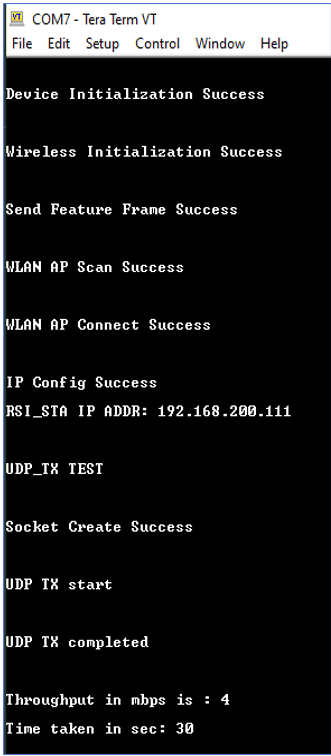 COM7 - Tera Term VT
File Edit Setup Control Window Help
Device Initialization Success
Wireless Initialization Success
Send Feature Frame Success
WLAN AP Scan Success
WLAN AP Connect Success
IP Config Success
RSI_STA IP ADDR: 192.168.200.111
UDP_TX TEST
Socket Create Success
UDP TX start
UDP TX completed
Throughput in mbps is : 4
Time taken in sec: 30